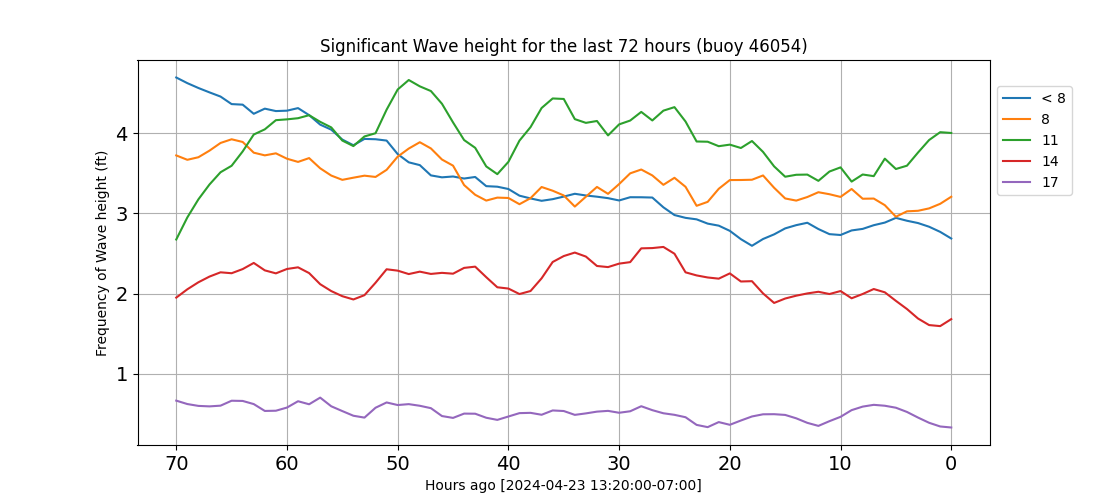 Significant Wave height for the last 72 hours (buoy 46054)
Frequency of Wave height (ft)
4
3
2
1
70 60 50 40 30 20 10 0
Hours ago [2024-04-23 13:20:00-07:00]
< 8
8
11
14
17